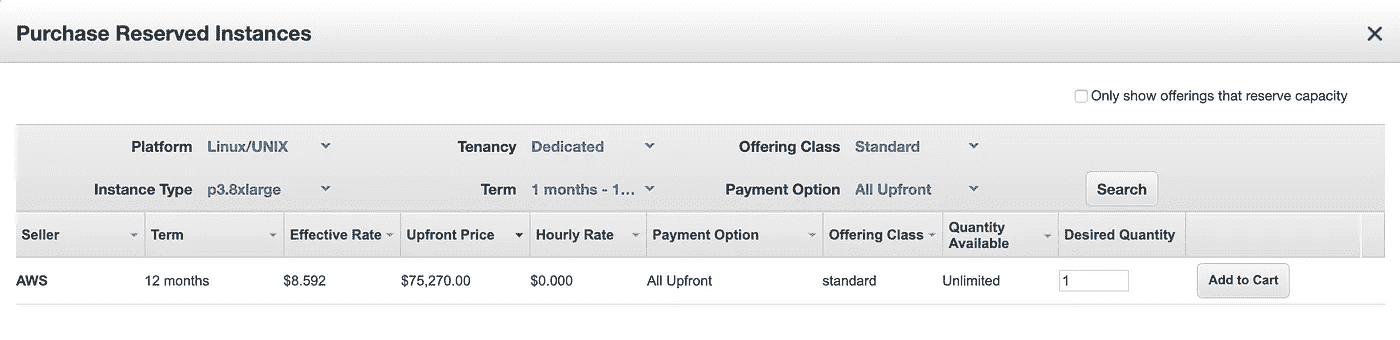 Purchase Reserved Instances
Only show offerings that reserve capacity
Platform Linux/UNIX Tenancy Dedicated Offering Class Standard
Instance Type p3.8xlarge Term 1 months - 1... Payment Option All Upfront Search
Seller Term Effective Rate Upfront Price Hourly Rate Payment Option Offering Class Quantity Available Desired Quantity
AWS 12 months $8.592 $75,270.00 $0.000 All Upfront standard Unlimited 1 Add to Cart